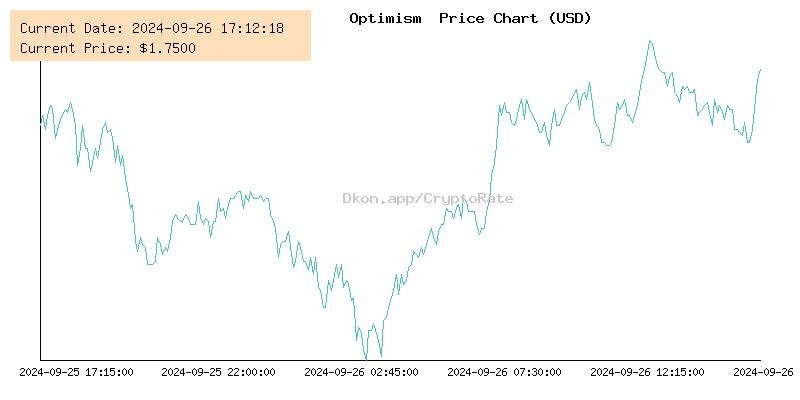 Optimism  Price Chart (USD)
Current Date: 2024-09-26 17:12:18
Current Price: $1.7500
Dkon.app/CryptoRate
2024-09-25 17:15:00 2024-09-25 22:00:00 2024-09-26 02:45:00 2024-09-26 07:30:00 2024-09-26 12:15:00 2024-09-26